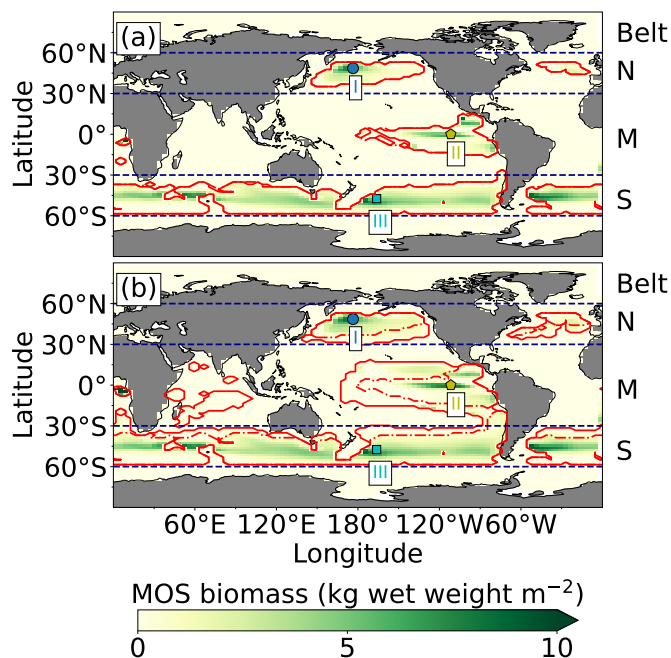 (a)
Belt
60°N
N
30°N
I
0°
M
II
30°S
S
60°S
III
Latitude
(b)
Belt
60°N
N
30°N
I
0°
M
II
30°S
S
60°S
III
Latitude
60°E 120°E 180° 120°W 60°W
Longitude
MOS biomass (kg wet weight m⁻²)
0 5 10